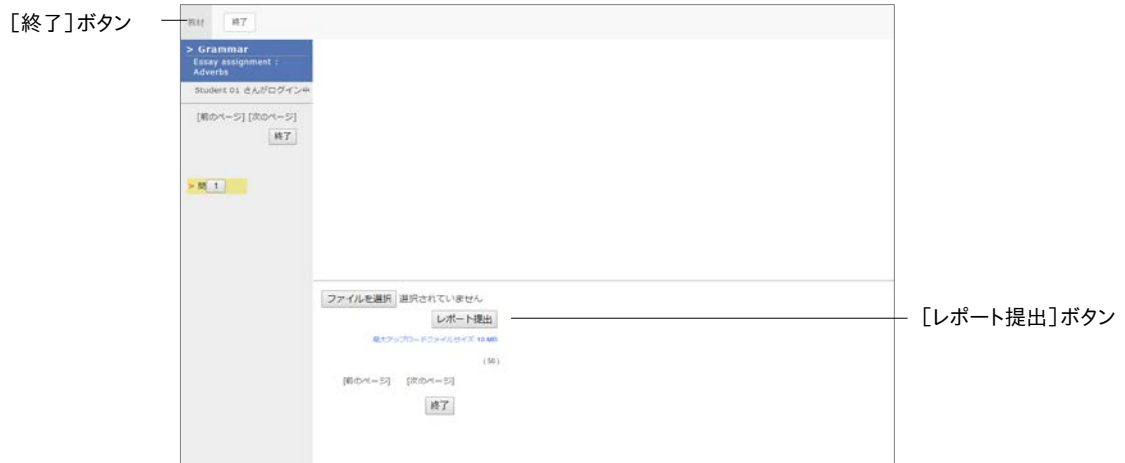 ［終了］ボタン
教材 終了
> Grammar
Essay assignment :
Adverbs
Student 01 さんがログイン中
[前のページ] [次のページ]
終了
> 問 1
ファイルを選択 選択されていません
レポート提出
［レポート提出］ボタン
最大アップロードファイルサイズ 10 MB
( 50 )
[前のページ] [次のページ]
終了